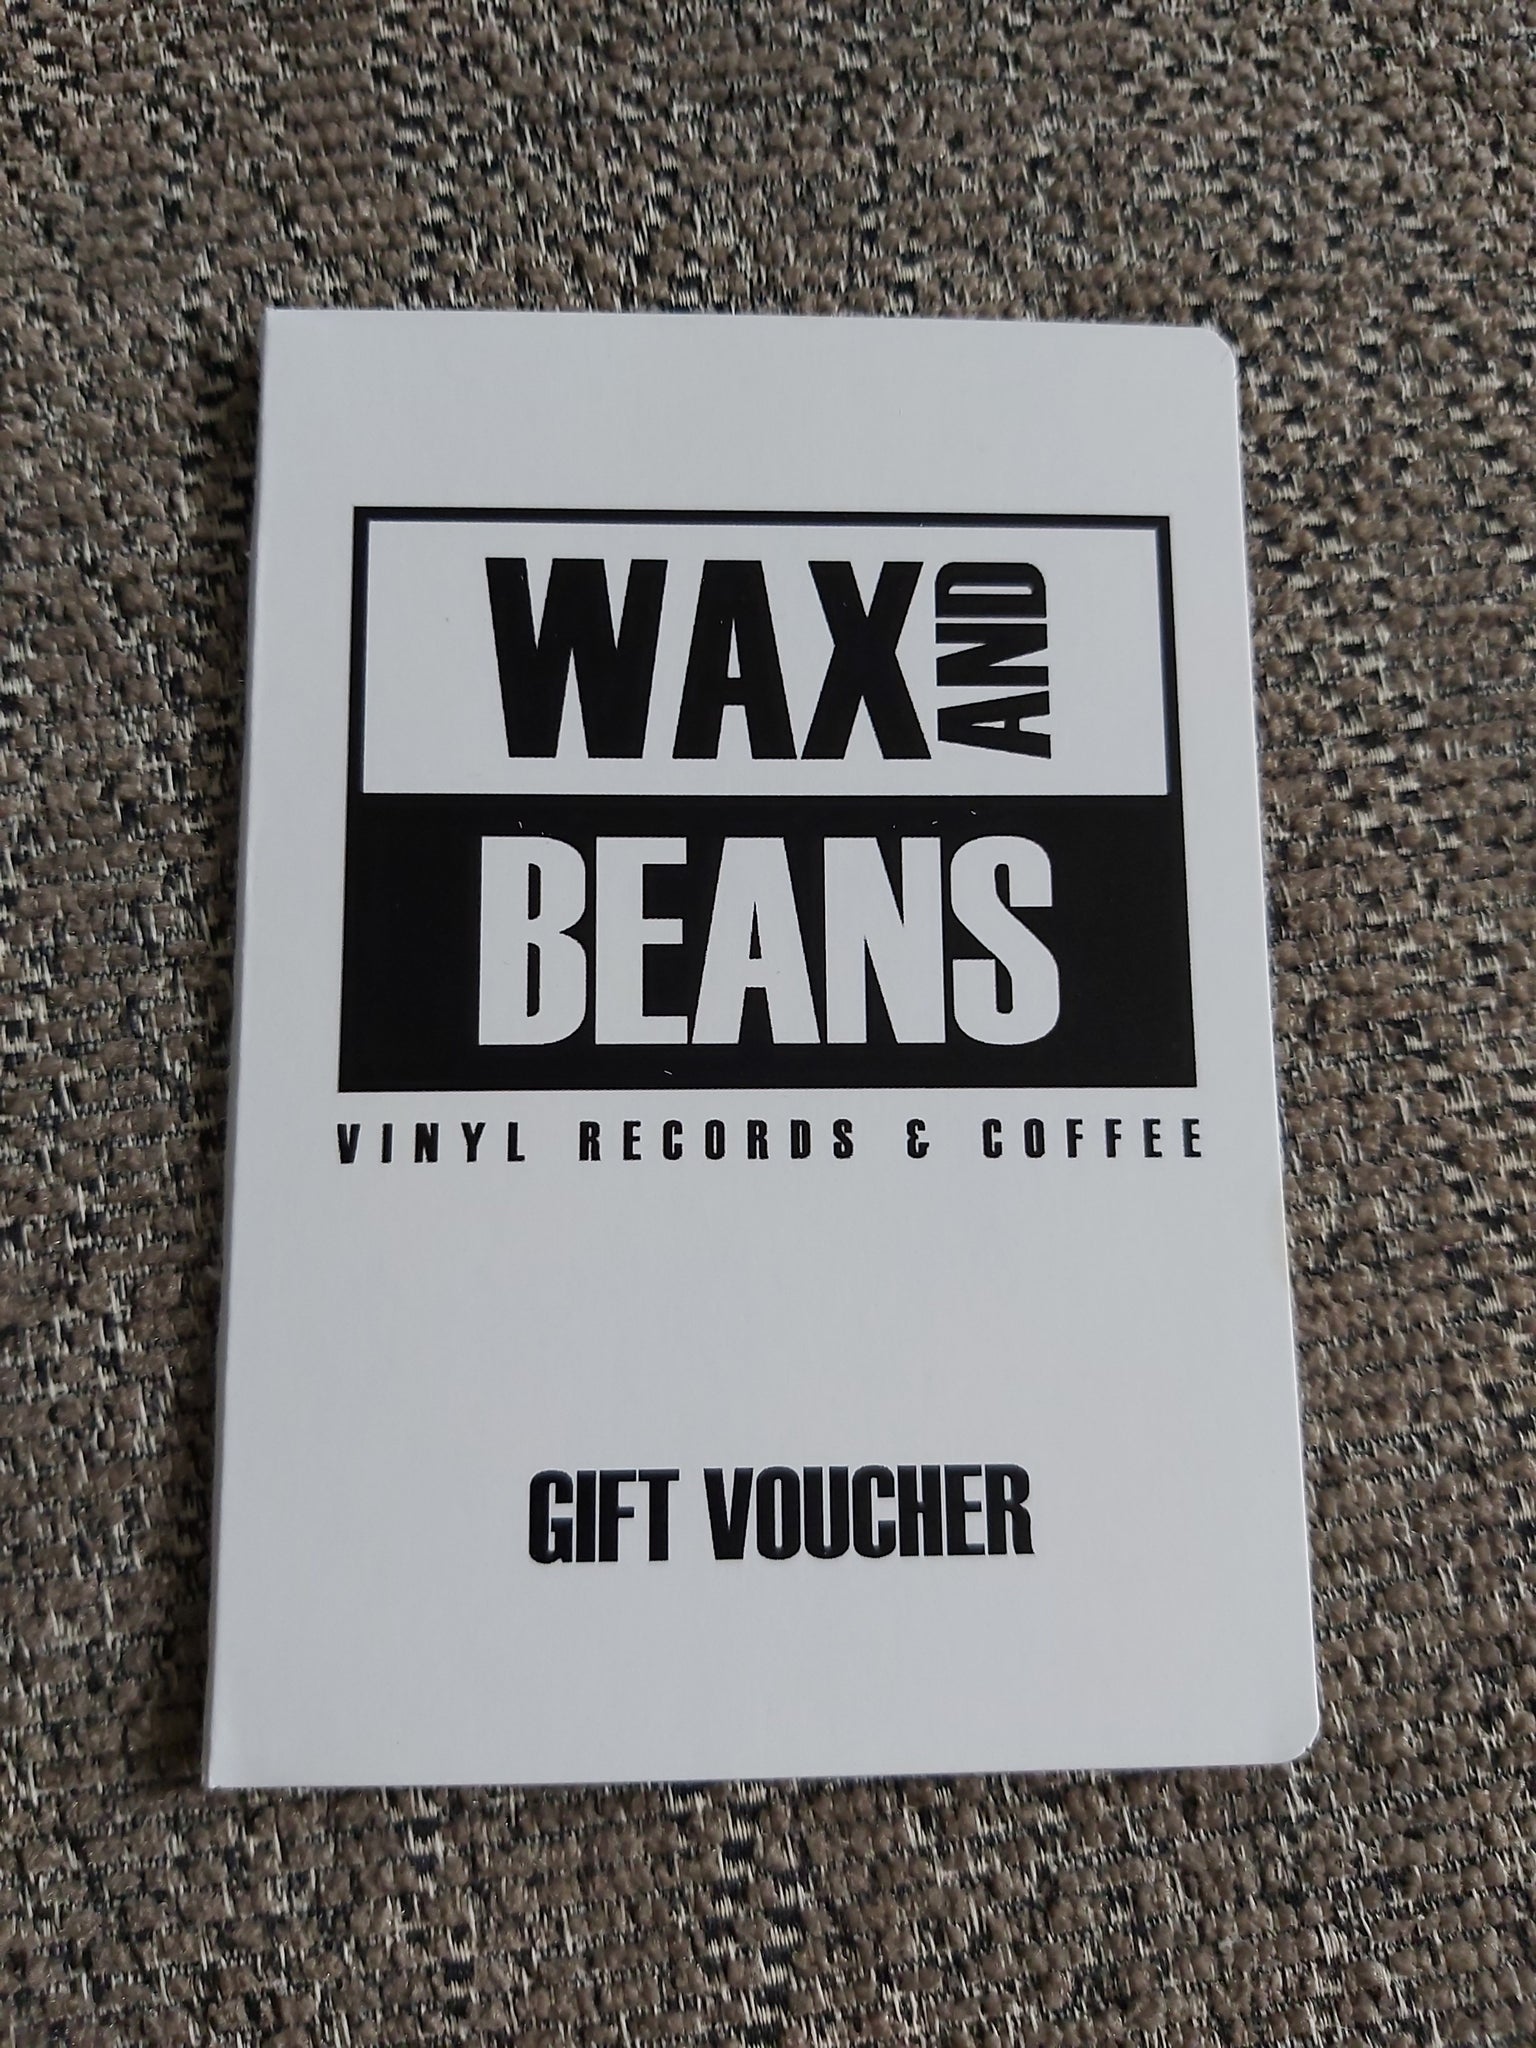 WAX AND
BEANS
VINYL RECORDS & COFFEE
GIFT VOUCHER